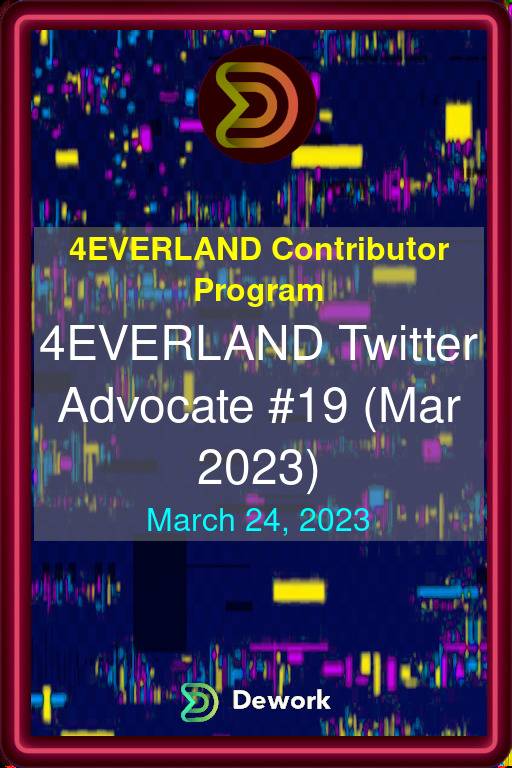 4EVERLAND Contributor
Program
4EVERLAND Twitter
Advocate #19 (Mar
2023)
March 24, 2023
Dework